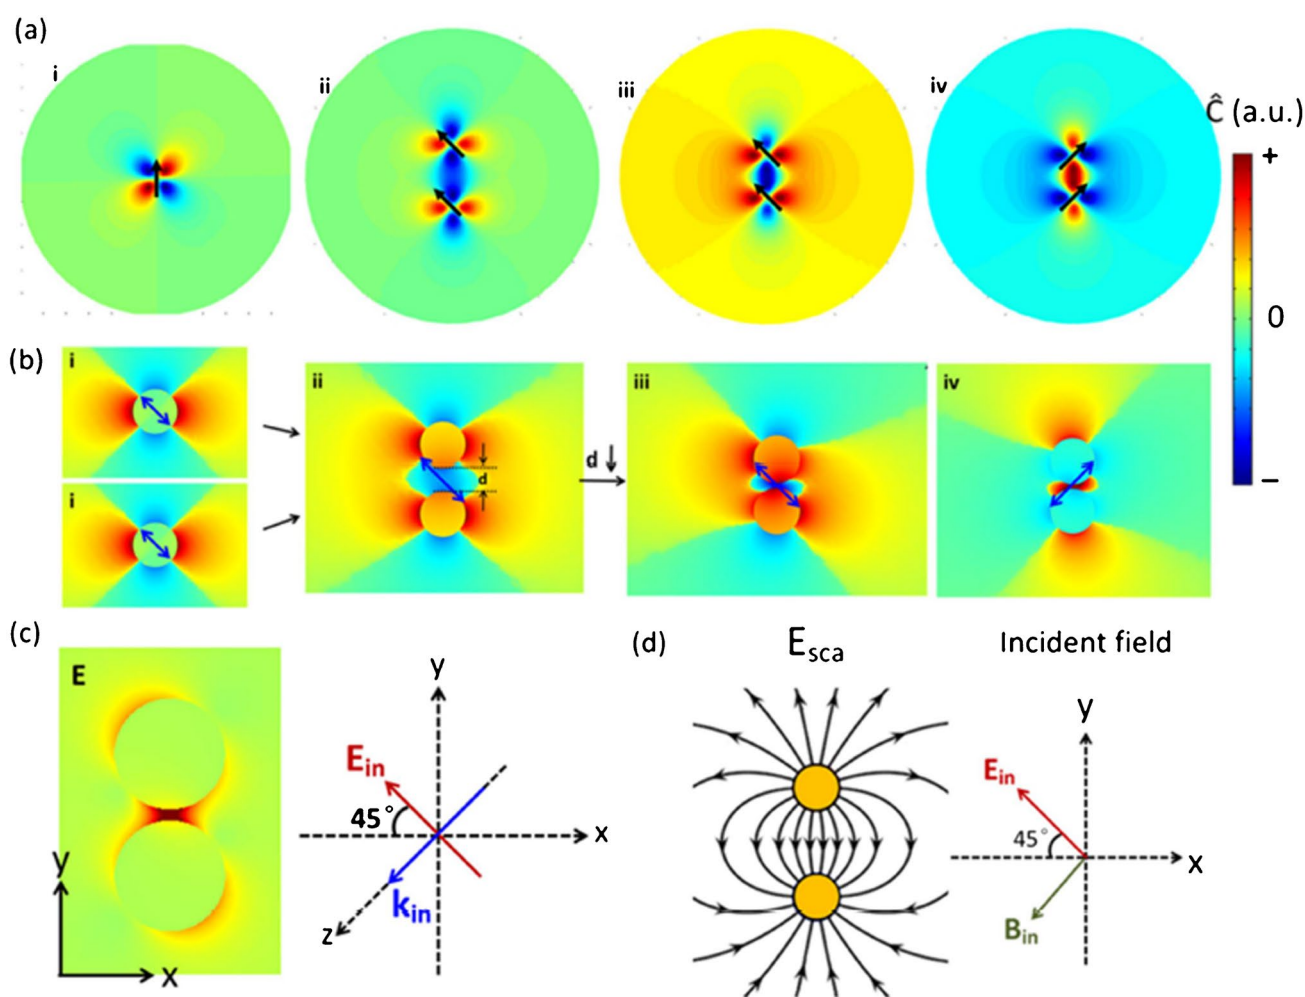 (a)
i
ii
iii
iv
Ĉ (a.u.)
+
0
−
(b)
i
i
ii
d
d ↓
iii
iv
(c)
E
y
x
y
E_in
45°
x
k_in
z
(d)
E_sca
Incident field
y
E_in
45°
x
B_in